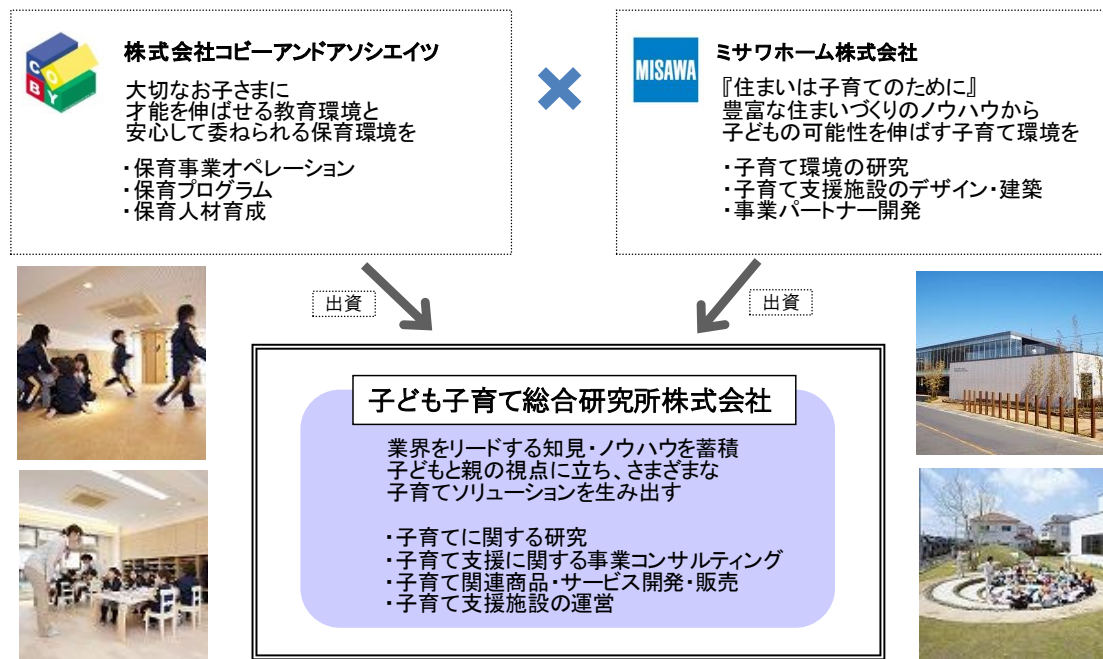 株式会社コビーアンドアソシエイツ
COBY
大切なお子さまに
才能を伸ばせる教育環境と
安心して委ねられる保育環境を
・保育事業オペレーション
・保育プログラム
・保育人材育成
MISAWA
ミサワホーム株式会社
『住まいは子育てのために』
豊富な住まいづくりのノウハウから
子どもの可能性を伸ばす子育て環境を
・子育て環境の研究
・子育て支援施設のデザイン・建築
・事業パートナー開発
出資
出資
子ども子育て総合研究所株式会社
業界をリードする知見・ノウハウを蓄積
子どもと親の視点に立ち、さまざまな
子育てソリューションを生み出す
・子育てに関する研究
・子育て支援に関する事業コンサルティング
・子育て関連商品・サービス開発・販売
・子育て支援施設の運営